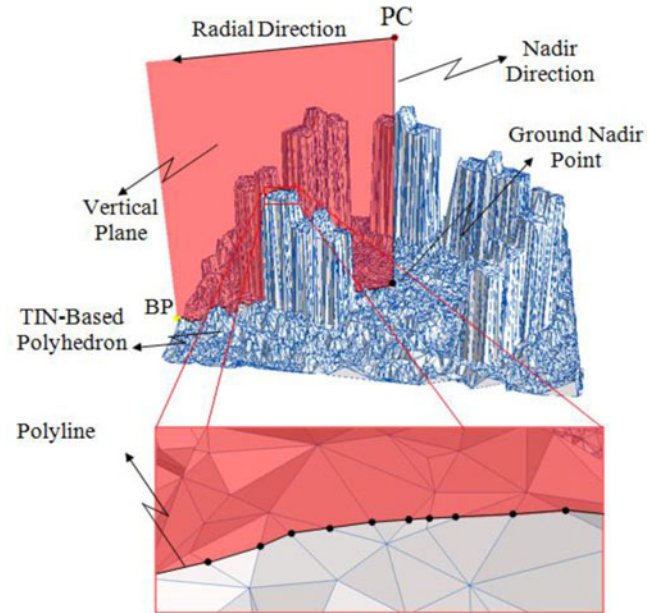 PC
Radial Direction
Nadir
Direction
Ground Nadir
Point
Vertical
Plane
BP
TIN-Based
Polyhedron
Polyline